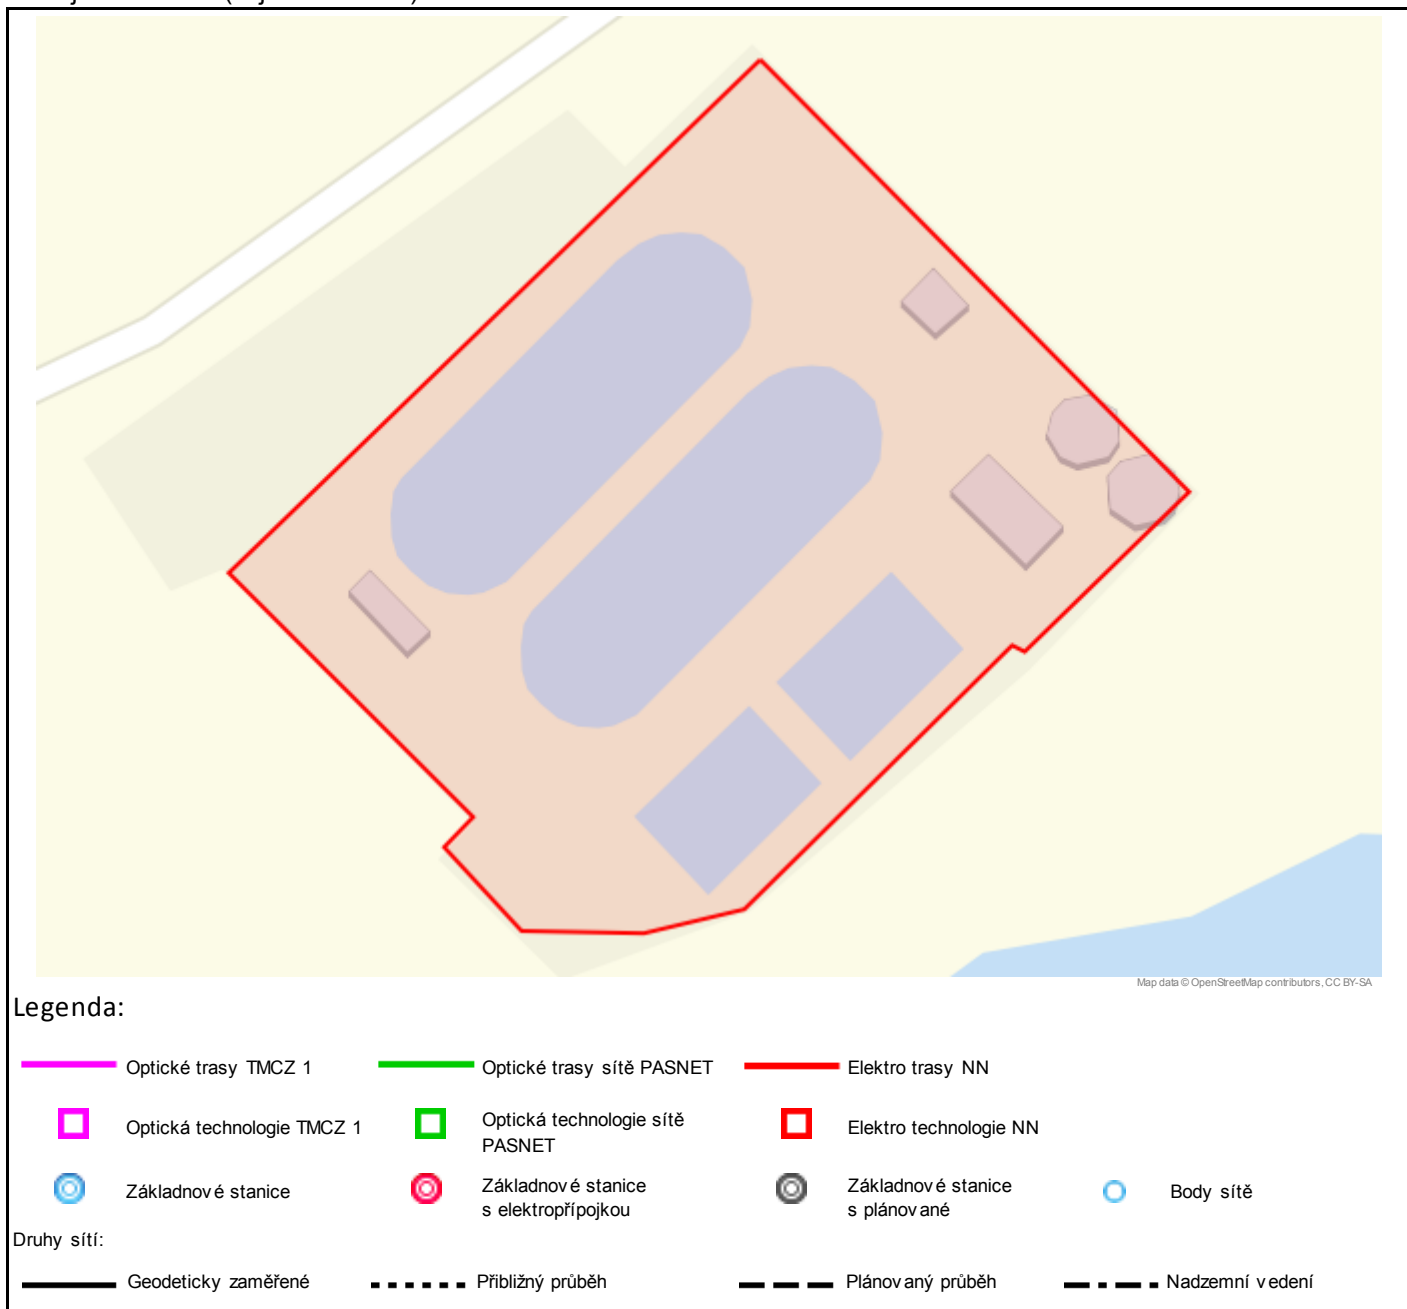 Map data © OpenStreetMap contributors, CC BY-SA
Legenda:
Optické trasy TMCZ 1
Optické trasy sítě PASNET
Elektro trasy NN
Optická technologie TMCZ 1
Optická technologie sítě
PASNET
Elektro technologie NN
Základnové stanice
Základnové stanice
s elektropřípojkou
Základnové stanice
s plánované
Body sítě
Druhy sítí:
Geodeticky zaměřené
Přibližný průběh
Plánovaný průběh
Nadzemní vedení